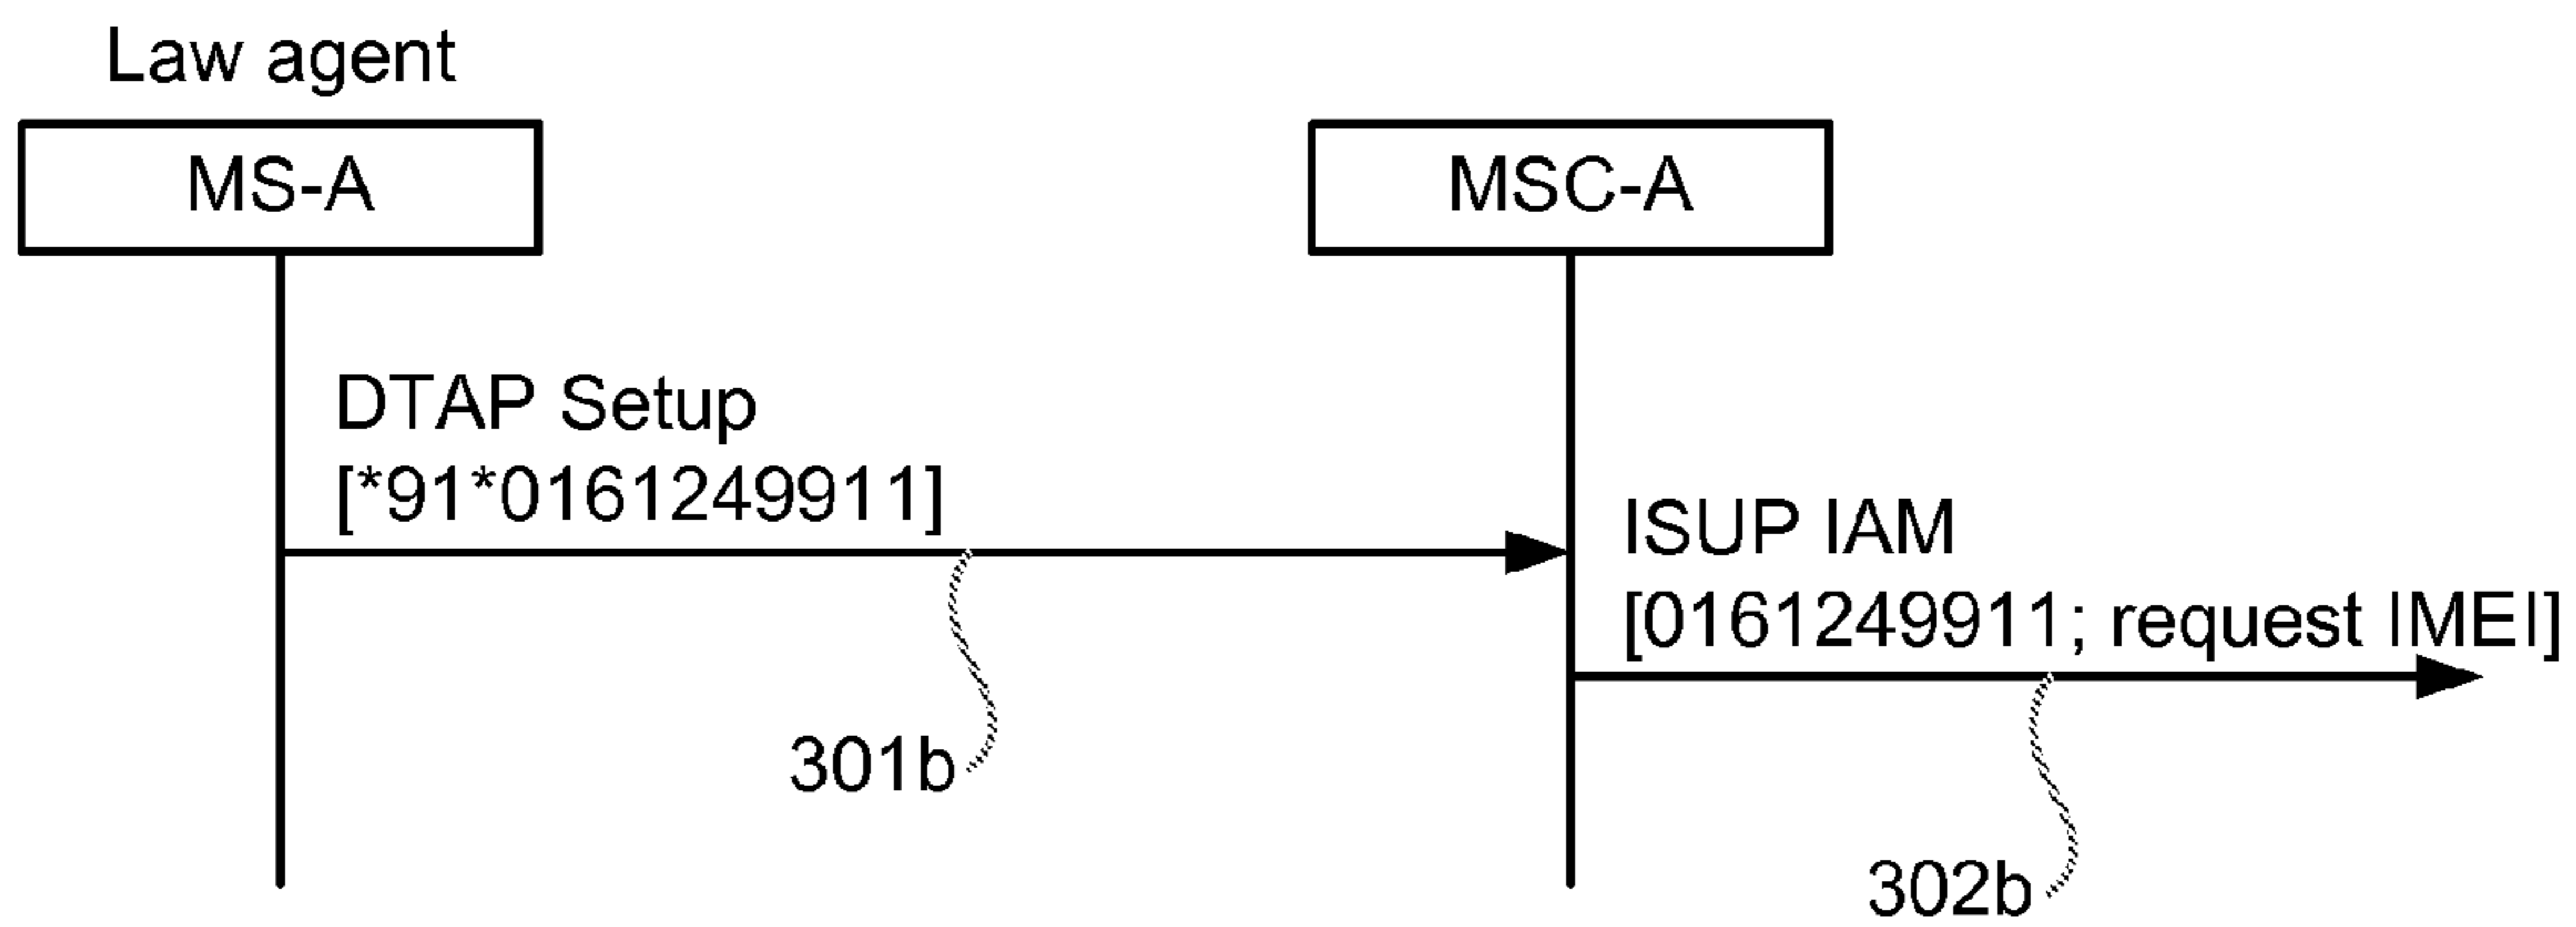 Law agent
MS-A
MSC-A
DTAP Setup
[*91*0161249911]
ISUP IAM
[0161249911; request IMEI]
301b
302b